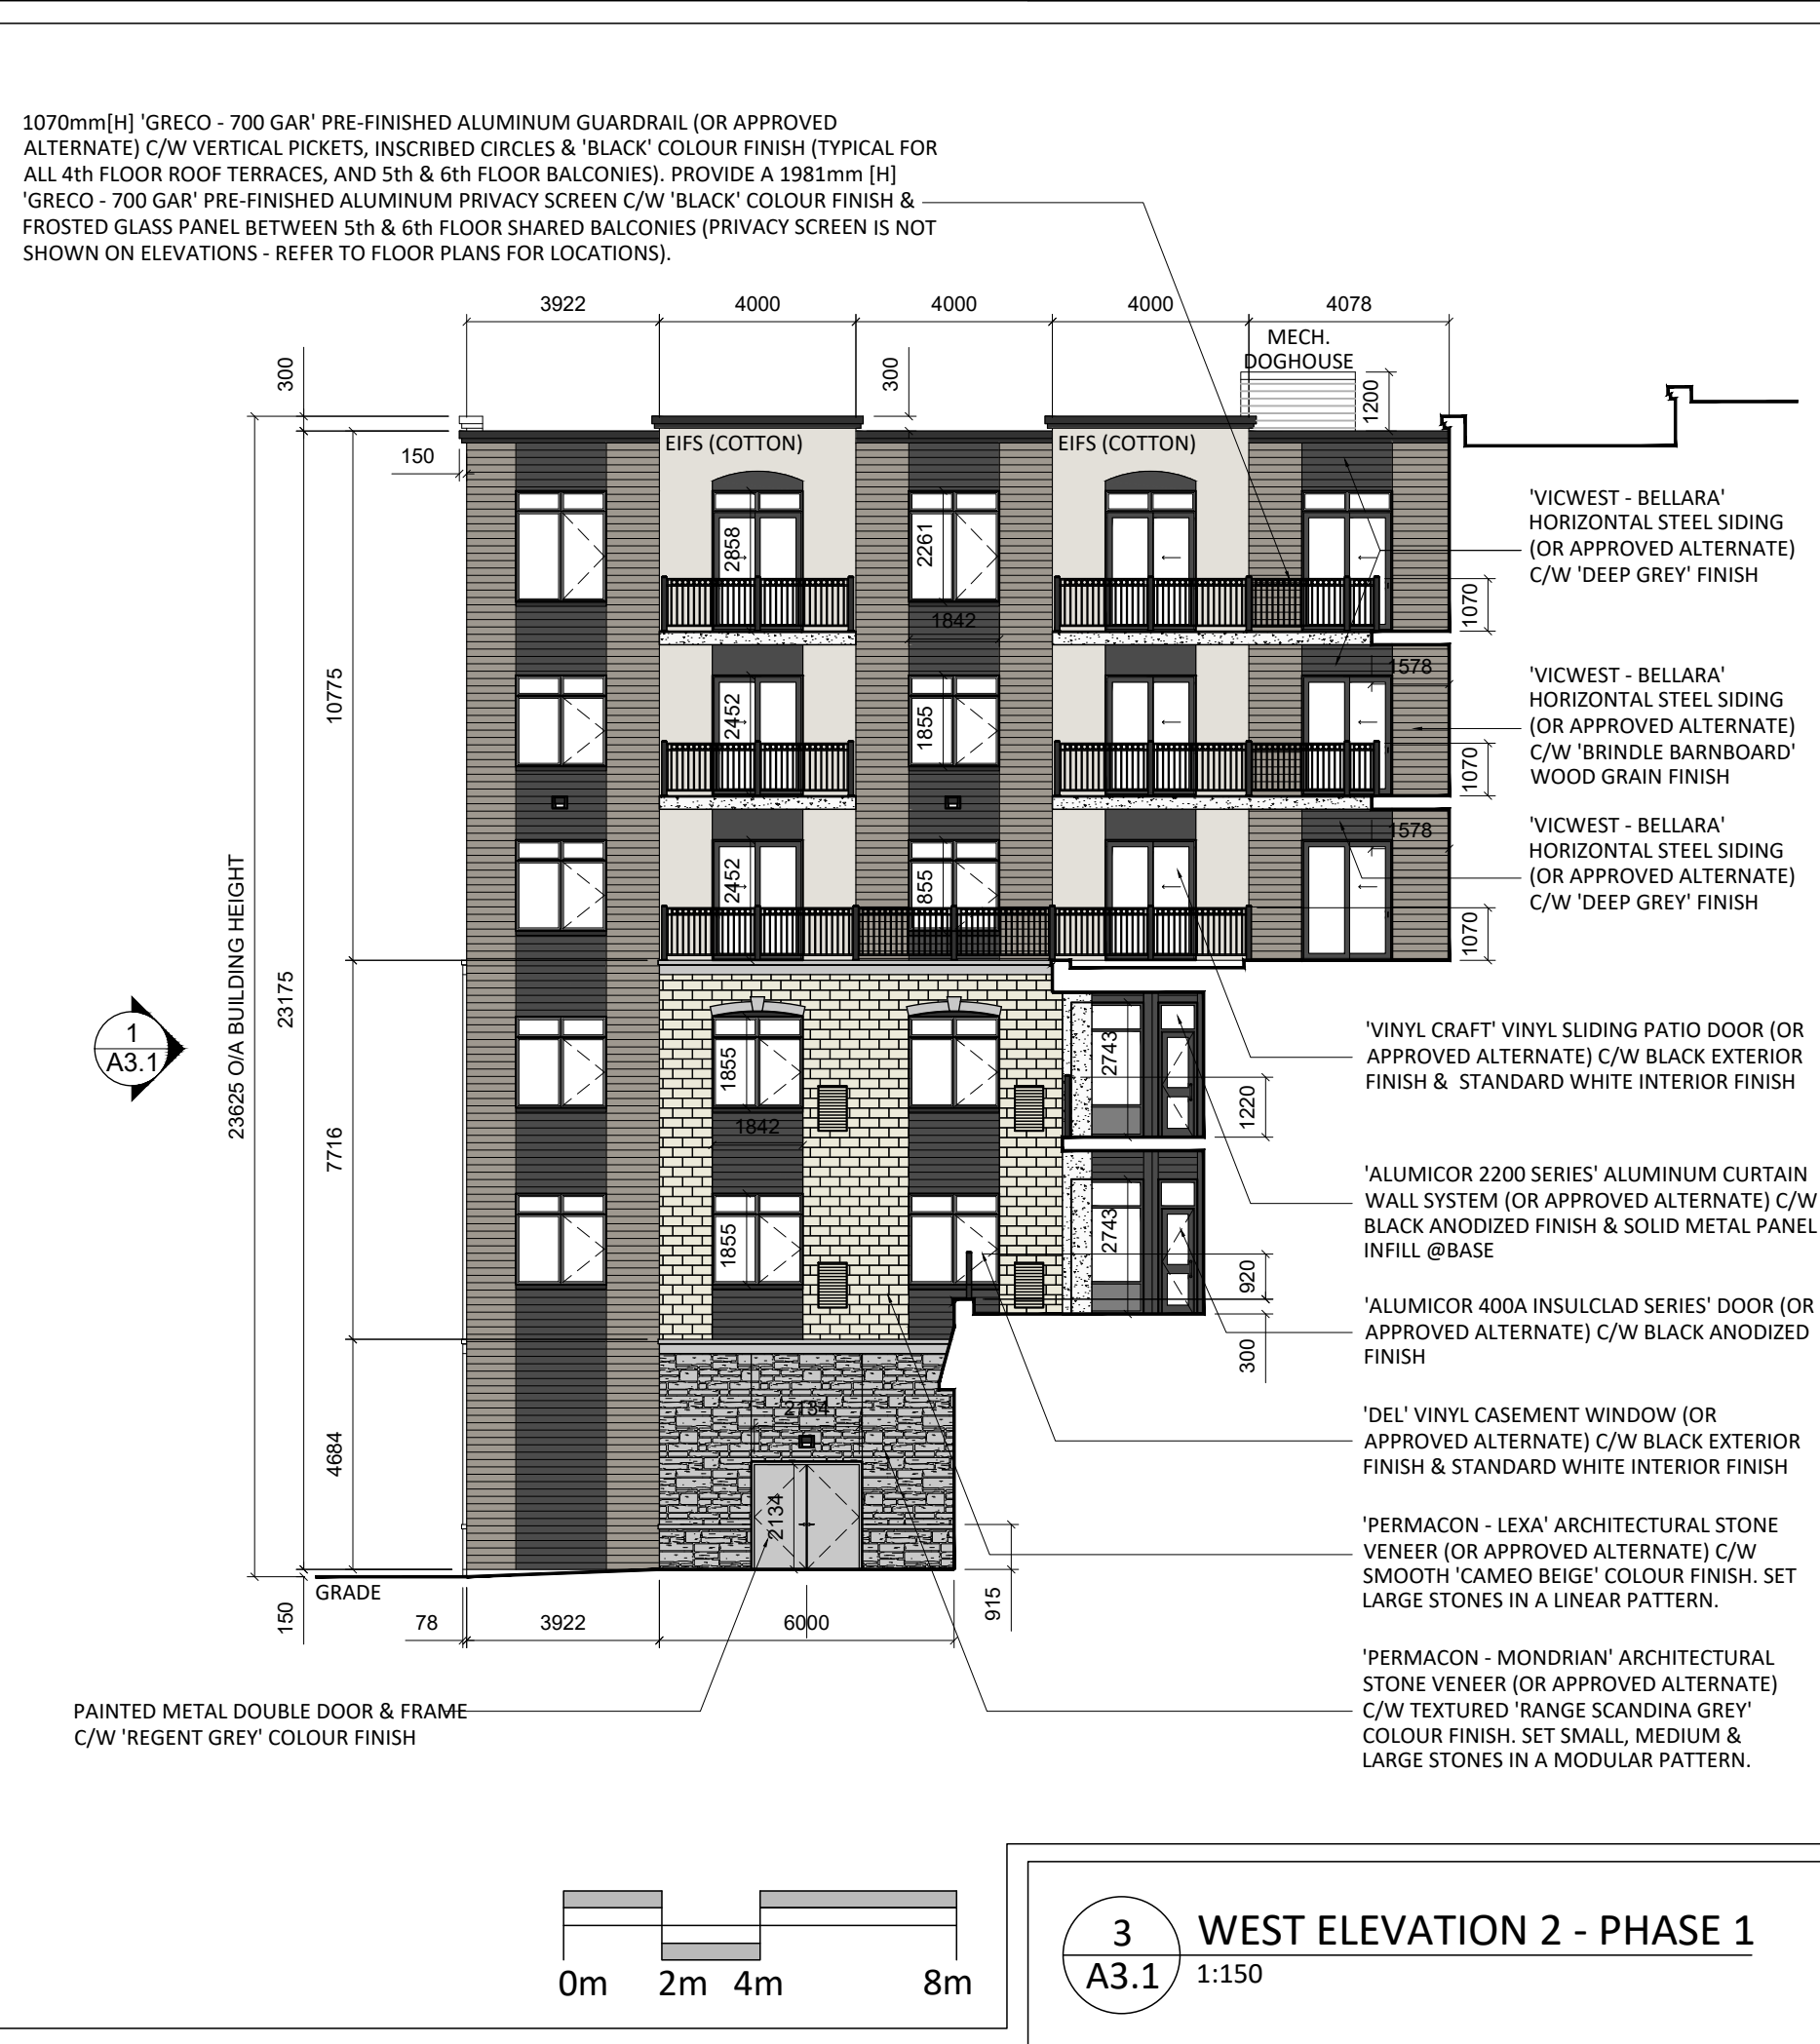 1070mm[H] 'GRECO - 700 GAR' PRE-FINISHED ALUMINUM GUARDRAIL (OR APPROVED
ALTERNATE) C/W VERTICAL PICKETS, INSCRIBED CIRCLES & 'BLACK' COLOUR FINISH (TYPICAL FOR
ALL 4th FLOOR ROOF TERRACES, AND 5th & 6th FLOOR BALCONIES). PROVIDE A 1981mm [H]
'GRECO - 700 GAR' PRE-FINISHED ALUMINUM PRIVACY SCREEN C/W 'BLACK' COLOUR FINISH &
FROSTED GLASS PANEL BETWEEN 5th & 6th FLOOR SHARED BALCONIES (PRIVACY SCREEN IS NOT
SHOWN ON ELEVATIONS - REFER TO FLOOR PLANS FOR LOCATIONS).
3922
4000
4000
4000
4078
MECH.
DOGHOUSE
300
300
1200
EIFS (COTTON)
EIFS (COTTON)
150
2858
2261
1842
1070
'VICWEST - BELLARA'
HORIZONTAL STEEL SIDING
(OR APPROVED ALTERNATE)
C/W 'DEEP GREY' FINISH
10775
2452
1855
1578
1070
'VICWEST - BELLARA'
HORIZONTAL STEEL SIDING
(OR APPROVED ALTERNATE)
C/W 'BRINDLE BARNBOARD'
WOOD GRAIN FINISH
2452
855
1578
1070
'VICWEST - BELLARA'
HORIZONTAL STEEL SIDING
(OR APPROVED ALTERNATE)
C/W 'DEEP GREY' FINISH
23625 O/A BUILDING HEIGHT
23175
1
A3.1
7716
1855
1842
2743
1220
'VINYL CRAFT' VINYL SLIDING PATIO DOOR (OR
APPROVED ALTERNATE) C/W BLACK EXTERIOR
FINISH & STANDARD WHITE INTERIOR FINISH
1855
2743
920
300
'ALUMICOR 2200 SERIES' ALUMINUM CURTAIN
WALL SYSTEM (OR APPROVED ALTERNATE) C/W
BLACK ANODIZED FINISH & SOLID METAL PANEL
INFILL @BASE
'ALUMICOR 400A INSULCLAD SERIES' DOOR (OR
APPROVED ALTERNATE) C/W BLACK ANODIZED
FINISH
4684
2134
2134
'DEL' VINYL CASEMENT WINDOW (OR
APPROVED ALTERNATE) C/W BLACK EXTERIOR
FINISH & STANDARD WHITE INTERIOR FINISH
'PERMACON - LEXA' ARCHITECTURAL STONE
VENEER (OR APPROVED ALTERNATE) C/W
SMOOTH 'CAMEO BEIGE' COLOUR FINISH. SET
LARGE STONES IN A LINEAR PATTERN.
GRADE
150
78
3922
6000
915
'PERMACON - MONDRIAN' ARCHITECTURAL
STONE VENEER (OR APPROVED ALTERNATE)
C/W TEXTURED 'RANGE SCANDINA GREY'
COLOUR FINISH. SET SMALL, MEDIUM &
LARGE STONES IN A MODULAR PATTERN.
PAINTED METAL DOUBLE DOOR & FRAME
C/W 'REGENT GREY' COLOUR FINISH
0m 2m 4m 8m
3
A3.1
WEST ELEVATION 2 - PHASE 1
1:150